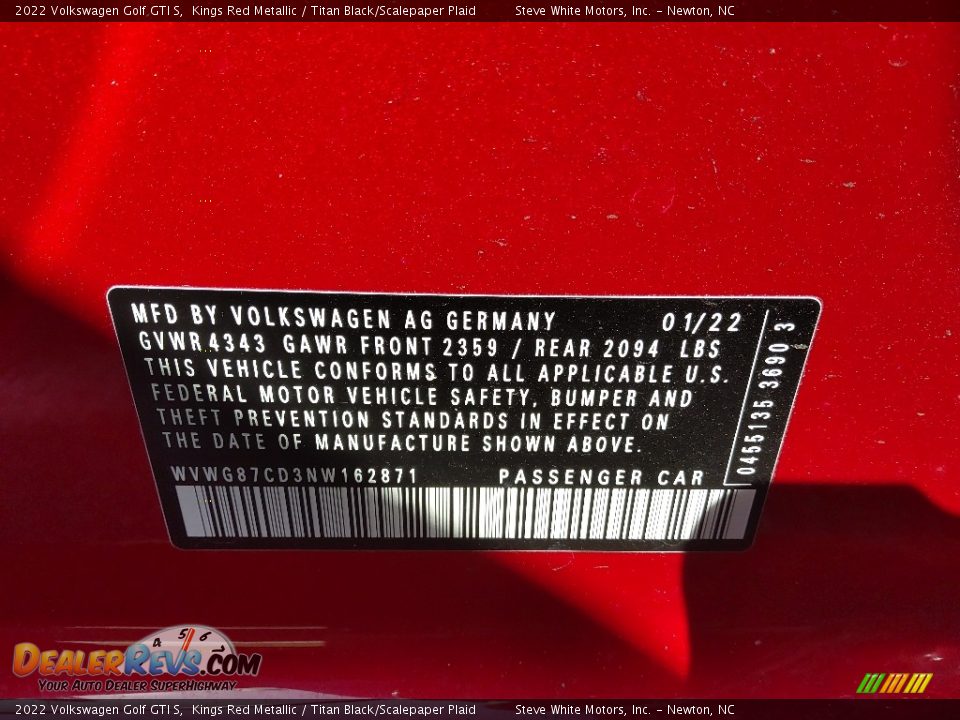 2022 Volkswagen Golf GTI S,  Kings Red Metallic / Titan Black/Scalepaper Plaid        Steve White Motors, Inc. - Newton, NC
MFD BY VOLKSWAGEN AG GERMANY 01/22
GVWR 4343 GAWR FRONT 2359 / REAR 2094 LBS
THIS VEHICLE CONFORMS TO ALL APPLICABLE U.S.
FEDERAL MOTOR VEHICLE SAFETY, BUMPER AND
THEFT PREVENTION STANDARDS IN EFFECT ON
THE DATE OF MANUFACTURE SHOWN ABOVE.
WVWG87CD3NW162871 PASSENGER CAR
0455135 3690 3
4 5 6
DEALERREVS.COM
YOUR AUTO DEALER SUPERHIGHWAY
2022 Volkswagen Golf GTI S,  Kings Red Metallic / Titan Black/Scalepaper Plaid        Steve White Motors, Inc. - Newton, NC